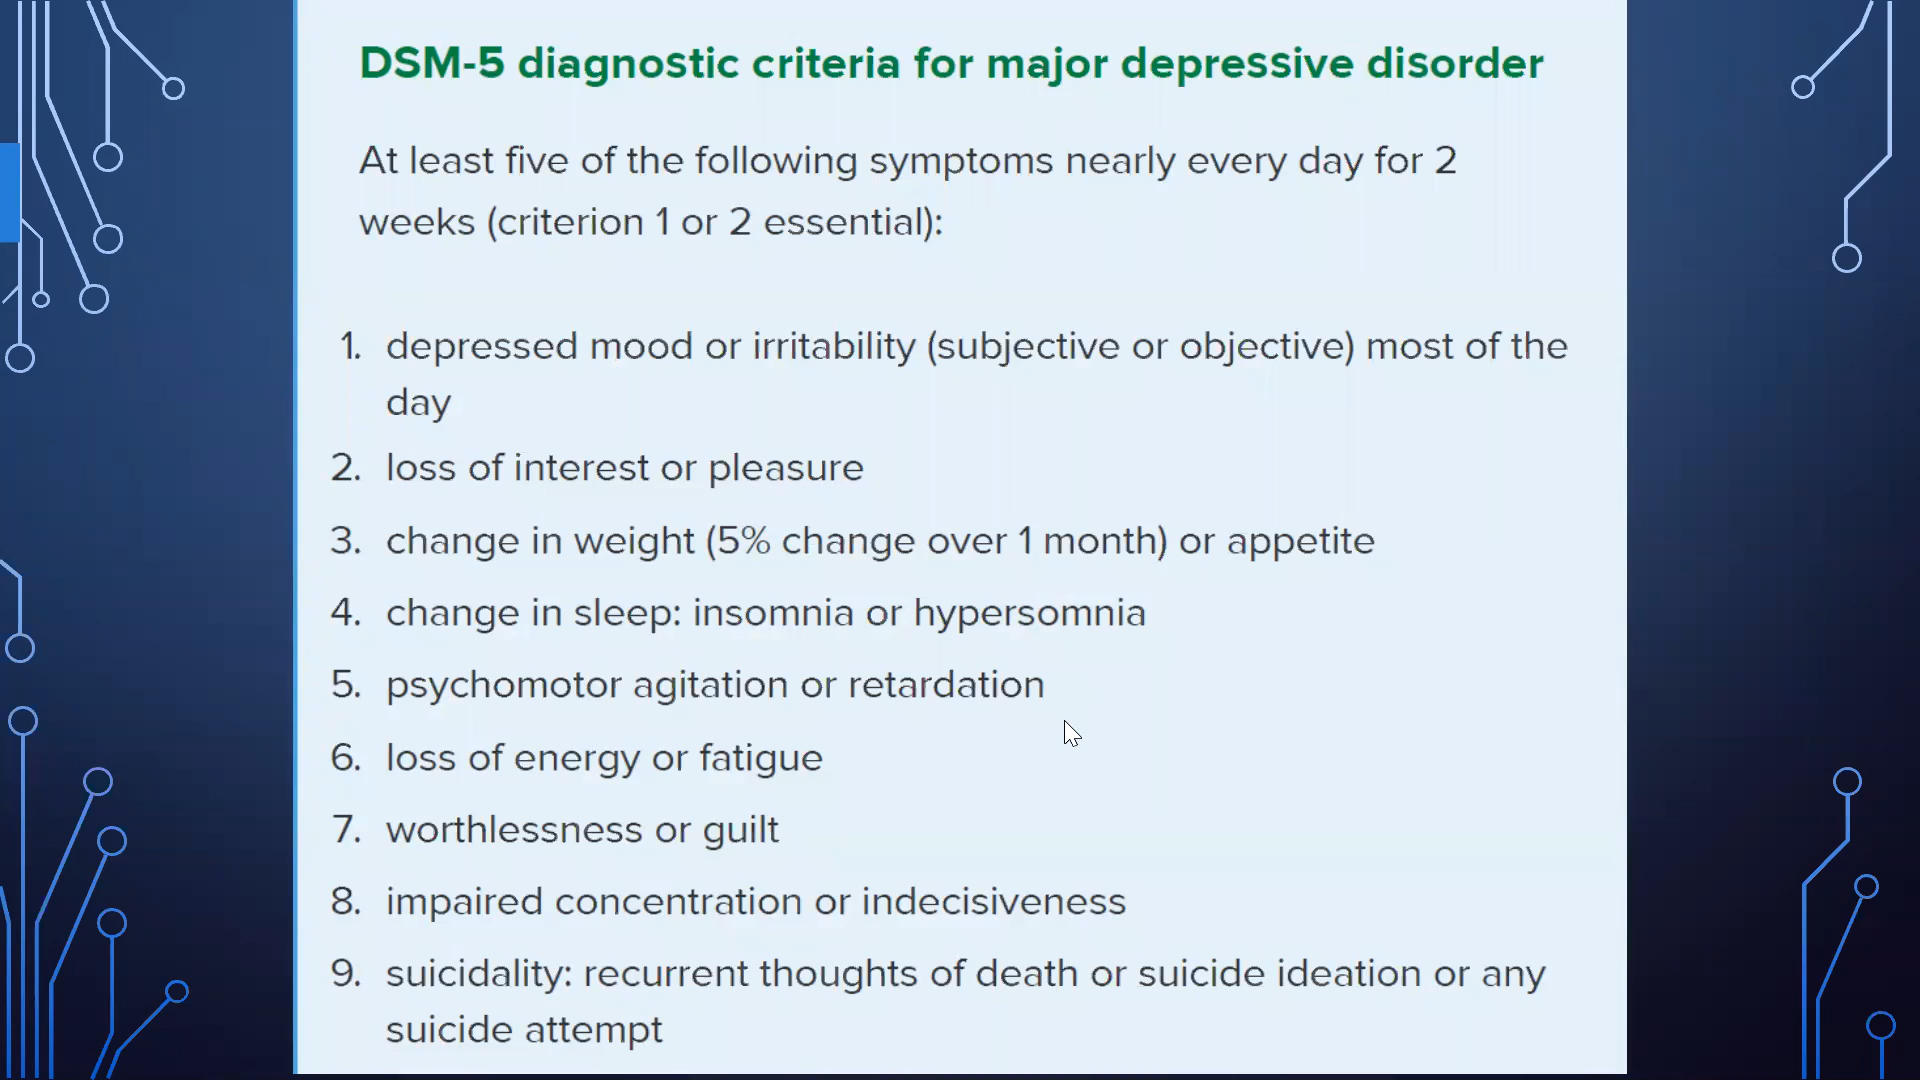 DSM-5 diagnostic criteria for major depressive disorder
At least five of the following symptoms nearly every day for 2
weeks (criterion 1 or 2 essential):
1. depressed mood or irritability (subjective or objective) most of the
day
2. loss of interest or pleasure
3. change in weight (5% change over 1 month) or appetite
4. change in sleep: insomnia or hypersomnia
5. psychomotor agitation or retardation
6. loss of energy or fatigue
7. worthlessness or guilt
8. impaired concentration or indecisiveness
9. suicidality: recurrent thoughts of death or suicide ideation or any
suicide attempt